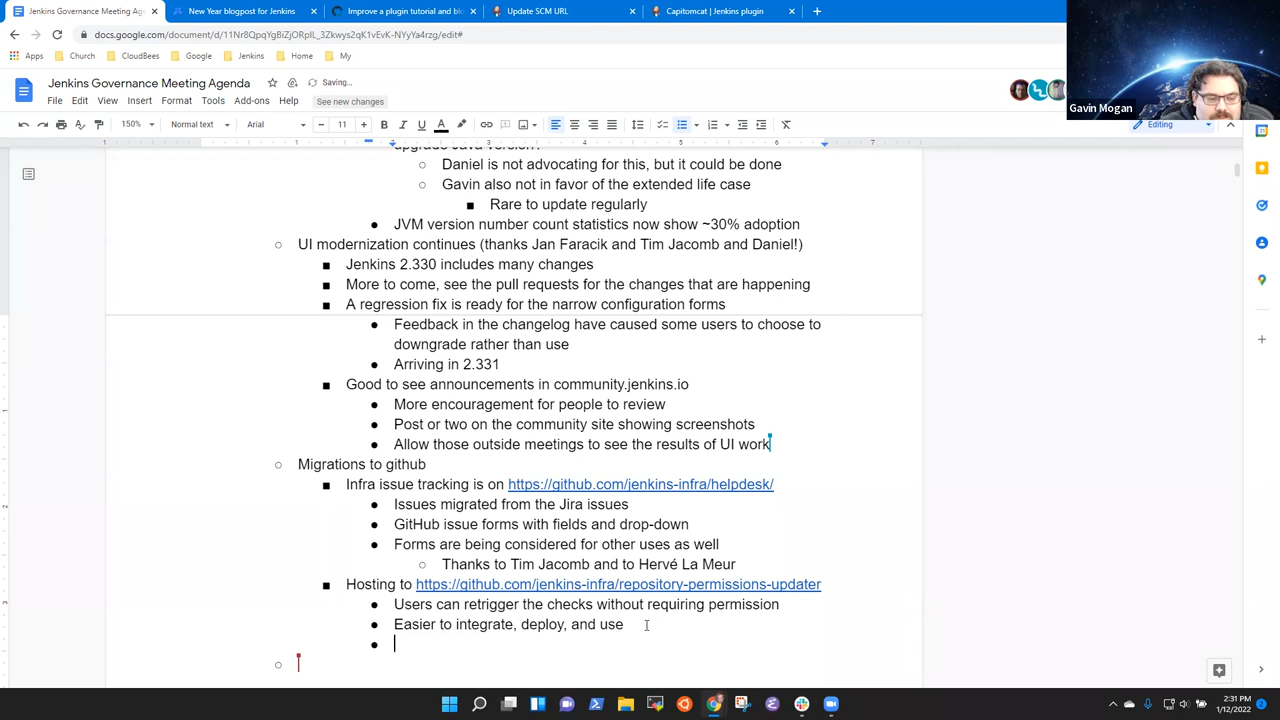 Jenkins Governance Meeting Age
New Year blogpost for Jenkins
Improve a plugin tutorial and blo
Update SCM URL
Capitomcat | Jenkins plugin
docs.google.com/document/d/11Nr8QpqYgBiZjORplL_3Zkwys2qK1vEvK-NYyYa4rzg/edit#
Apps Church CloudBees Google Jenkins Home My
Jenkins Governance Meeting Agenda
Saving...
File Edit View Insert Format Tools Add-ons Help
See new changes
150% Normal text Arial 11
Editing
Gavin Mogan
1 1 2 3 4 5 6 7
upgrade Java version?
Daniel is not advocating for this, but it could be done
Gavin also not in favor of the extended life case
Rare to update regularly
JVM version number count statistics now show ~30% adoption
UI modernization continues (thanks Jan Faracik and Tim Jacomb and Daniel!)
Jenkins 2.330 includes many changes
More to come, see the pull requests for the changes that are happening
A regression fix is ready for the narrow configuration forms
Feedback in the changelog have caused some users to choose to
downgrade rather than use
Arriving in 2.331
Good to see announcements in community.jenkins.io
More encouragement for people to review
Post or two on the community site showing screenshots
Allow those outside meetings to see the results of UI work
Migrations to github
Infra issue tracking is on https://github.com/jenkins-infra/helpdesk/
Issues migrated from the Jira issues
GitHub issue forms with fields and drop-down
Forms are being considered for other uses as well
Thanks to Tim Jacomb and to Hervé La Meur
Hosting to https://github.com/jenkins-infra/repository-permissions-updater
Users can retrigger the checks without requiring permission
Easier to integrate, deploy, and use
2:31 PM
1/12/2022